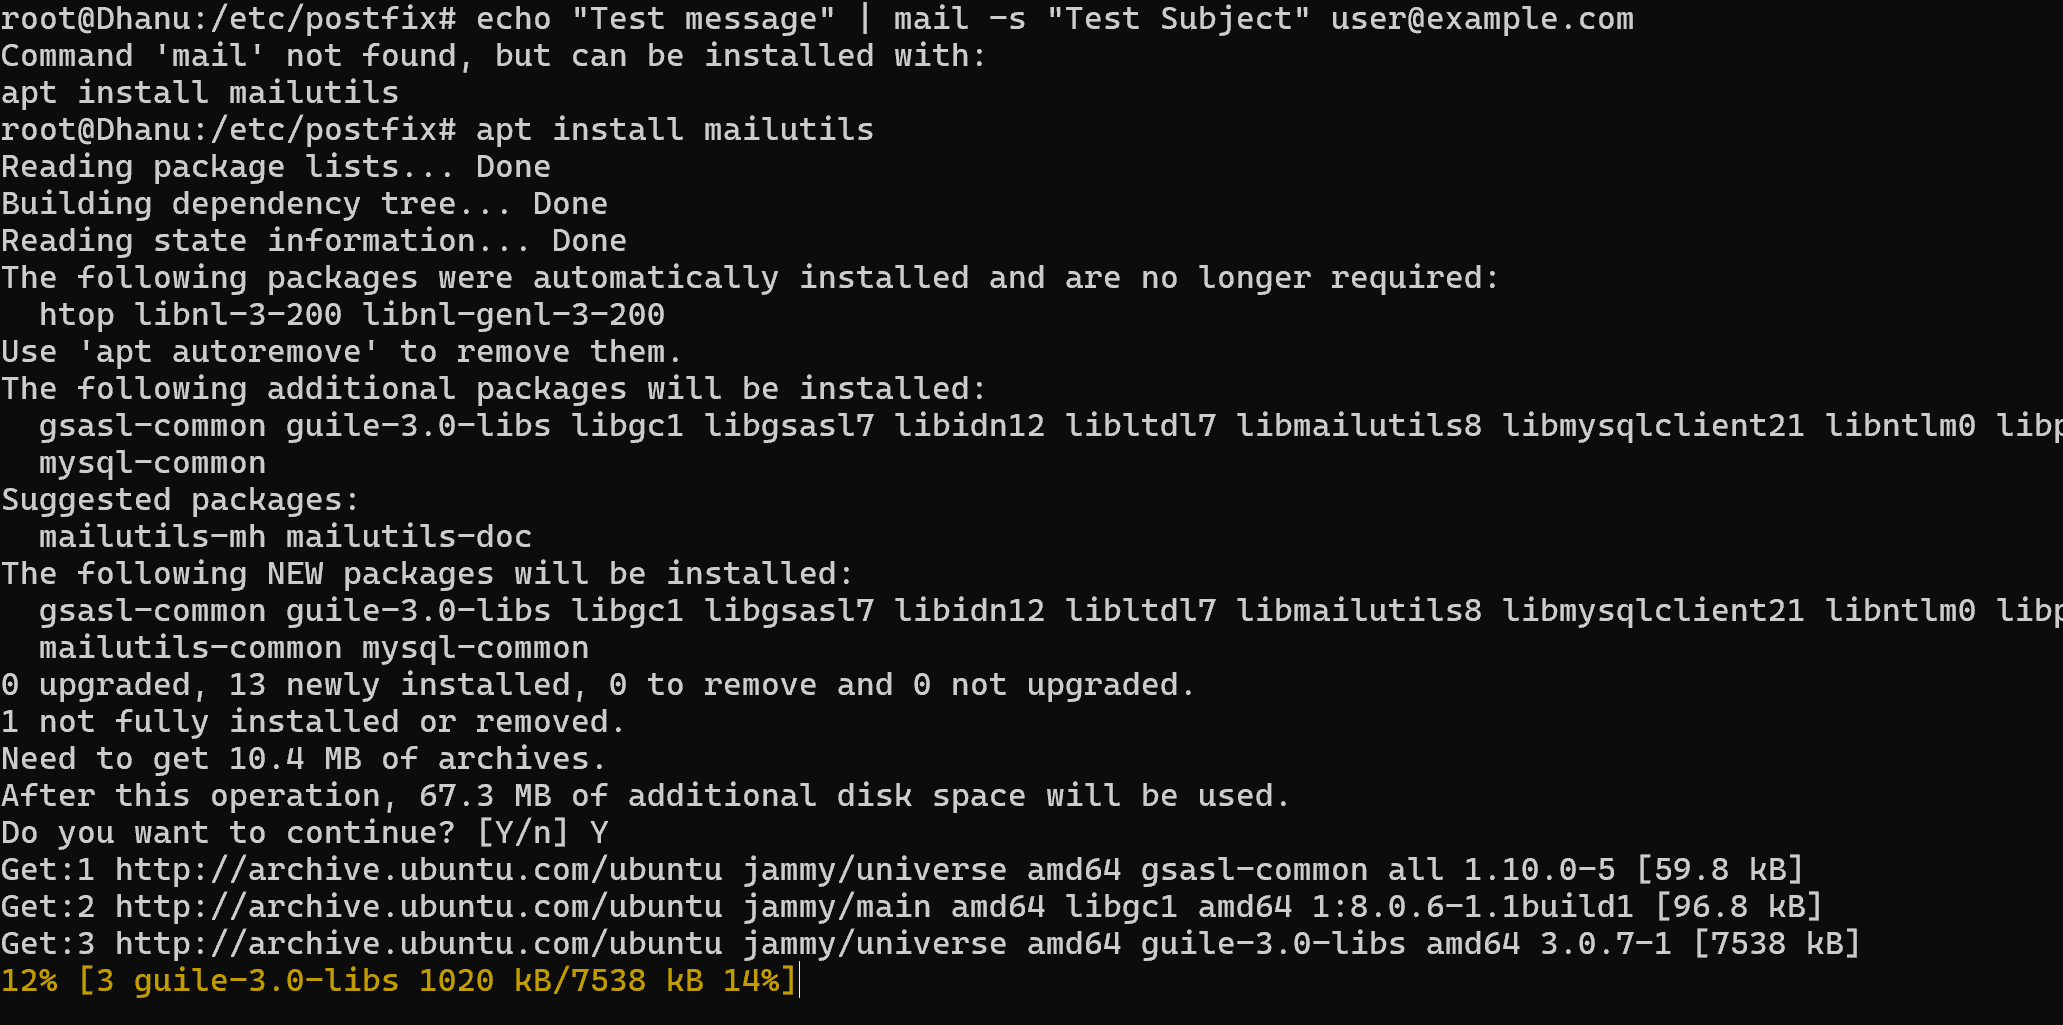 root@Dhanu:/etc/postfix# echo "Test message" | mail -s "Test Subject" user@example.com
Command 'mail' not found, but can be installed with:
apt install mailutils
root@Dhanu:/etc/postfix# apt install mailutils
Reading package lists... Done
Building dependency tree... Done
Reading state information... Done
The following packages were automatically installed and are no longer required:
  htop libnl-3-200 libnl-genl-3-200
Use 'apt autoremove' to remove them.
The following additional packages will be installed:
  gsasl-common guile-3.0-libs libgc1 libgsasl7 libidn12 libltdl7 libmailutils8 libmysqlclient21 libntlm0
  mysql-common
Suggested packages:
  mailutils-mh mailutils-doc
The following NEW packages will be installed:
  gsasl-common guile-3.0-libs libgc1 libgsasl7 libidn12 libltdl7 libmailutils8 libmysqlclient21 libntlm0
  mailutils-common mysql-common
0 upgraded, 13 newly installed, 0 to remove and 0 not upgraded.
1 not fully installed or removed.
Need to get 10.4 MB of archives.
After this operation, 67.3 MB of additional disk space will be used.
Do you want to continue? [Y/n] Y
Get:1 http://archive.ubuntu.com/ubuntu jammy/universe amd64 gsasl-common all 1.10.0-5 [59.8 kB]
Get:2 http://archive.ubuntu.com/ubuntu jammy/main amd64 libgc1 amd64 1:8.0.6-1.1build1 [96.8 kB]
Get:3 http://archive.ubuntu.com/ubuntu jammy/universe amd64 guile-3.0-libs amd64 3.0.7-1 [7538 kB]
12% [3 guile-3.0-libs 1020 kB/7538 kB 14%]